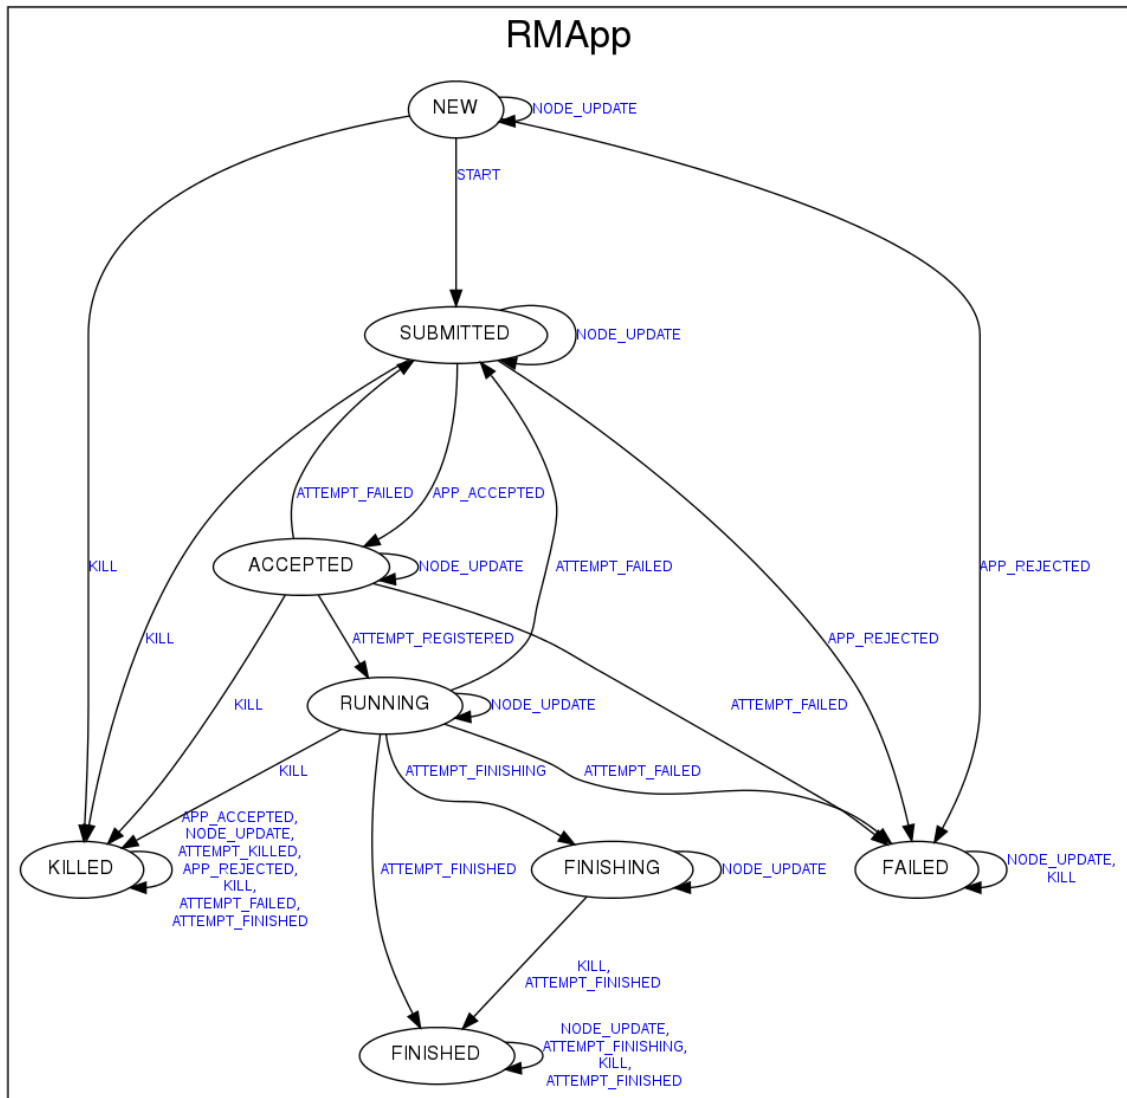 RMApp
NEW
NODE_UPDATE
START
SUBMITTED
NODE_UPDATE
ATTEMPT_FAILED
APP_ACCEPTED
ACCEPTED
NODE_UPDATE
KILL
ATTEMPT_FAILED
APP_REJECTED
KILL
ATTEMPT_REGISTERED
APP_REJECTED
RUNNING
NODE_UPDATE
KILL
ATTEMPT_FAILED
KILL
ATTEMPT_FINISHING
ATTEMPT_FAILED
APP_ACCEPTED,
NODE_UPDATE,
ATTEMPT_KILLED,
APP_REJECTED,
KILL,
ATTEMPT_FAILED,
ATTEMPT_FINISHED
KILLED
ATTEMPT_FINISHED
FINISHING
NODE_UPDATE
FAILED
NODE_UPDATE,
KILL
KILL,
ATTEMPT_FINISHED
FINISHED
NODE_UPDATE,
ATTEMPT_FINISHING,
KILL,
ATTEMPT_FINISHED